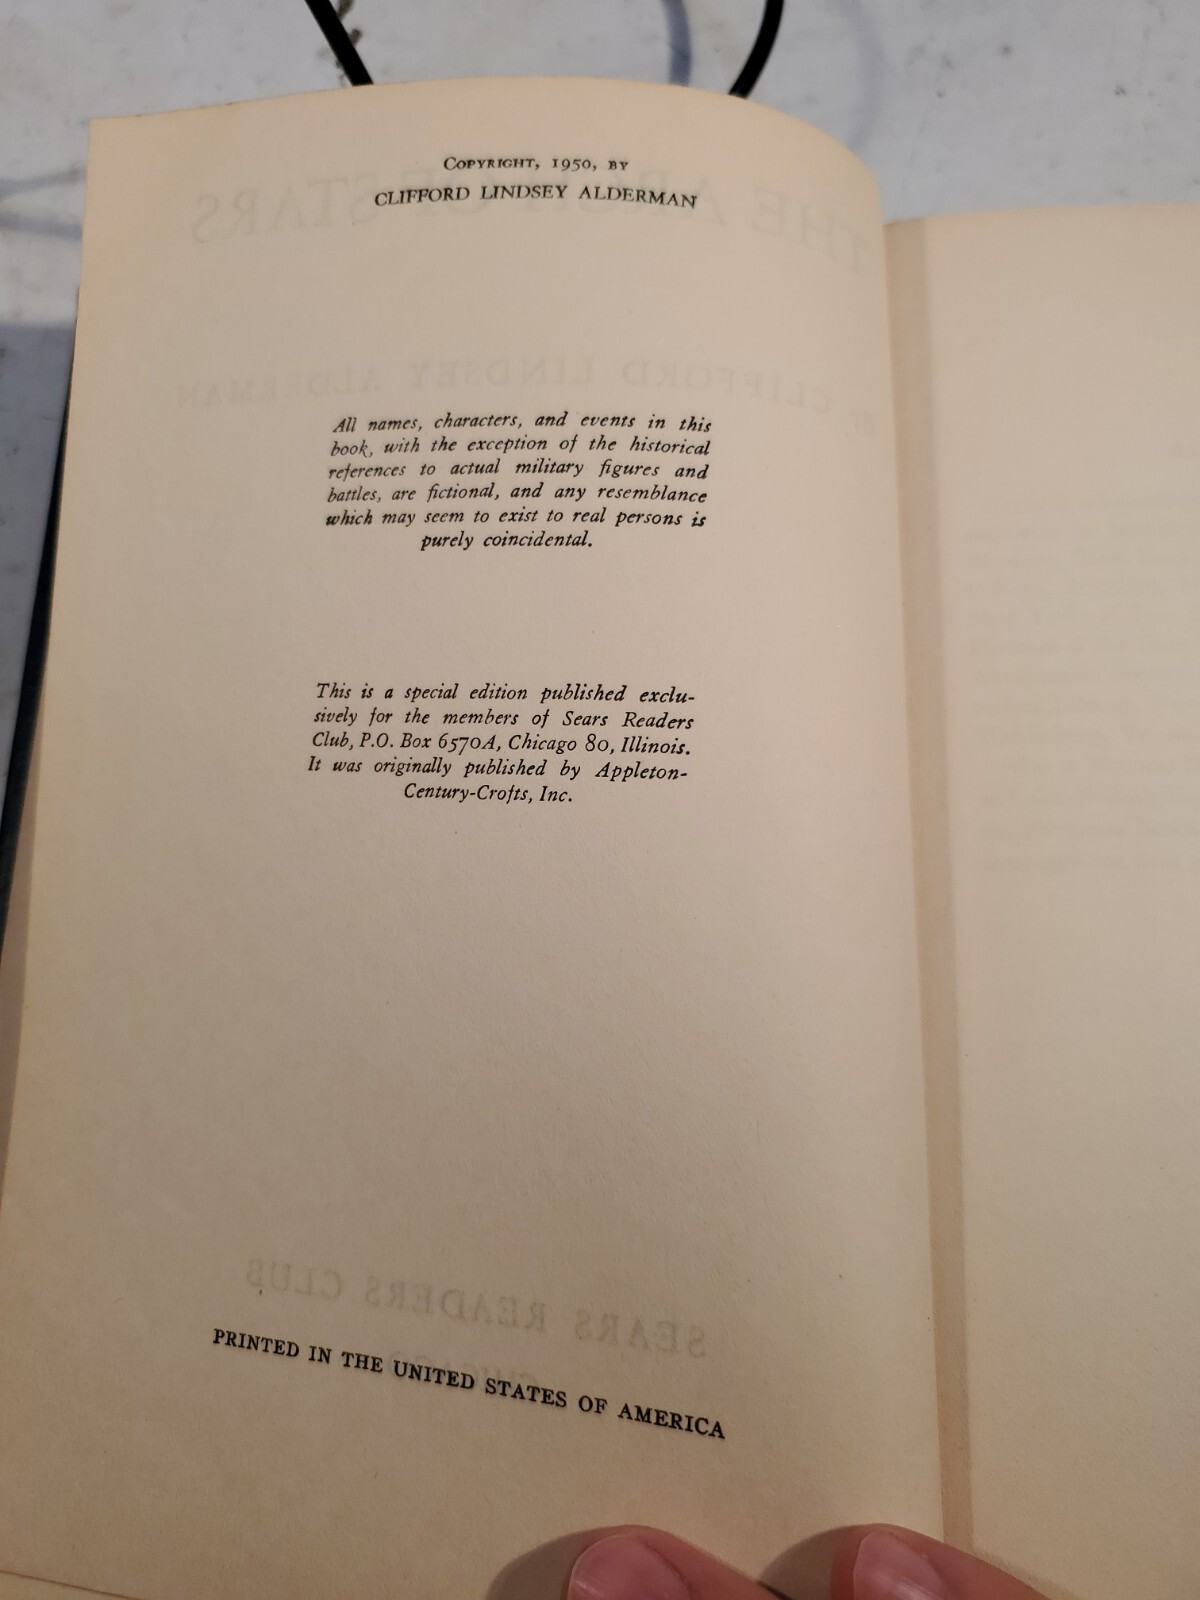 COPYRIGHT, 1950, BY
CLIFFORD LINDSEY ALDERMAN
All names, characters, and events in this
book, with the exception of the historical
references to actual military figures and
battles, are fictional, and any resemblance
which may seem to exist to real persons is
purely coincidental.
This is a special edition published exclu-
sively for the members of Sears Readers
Club, P.O. Box 6570A, Chicago 80, Illinois.
It was originally published by Appleton-
Century-Crofts, Inc.
SEARS READERS CLUB
PRINTED IN THE UNITED STATES OF AMERICA